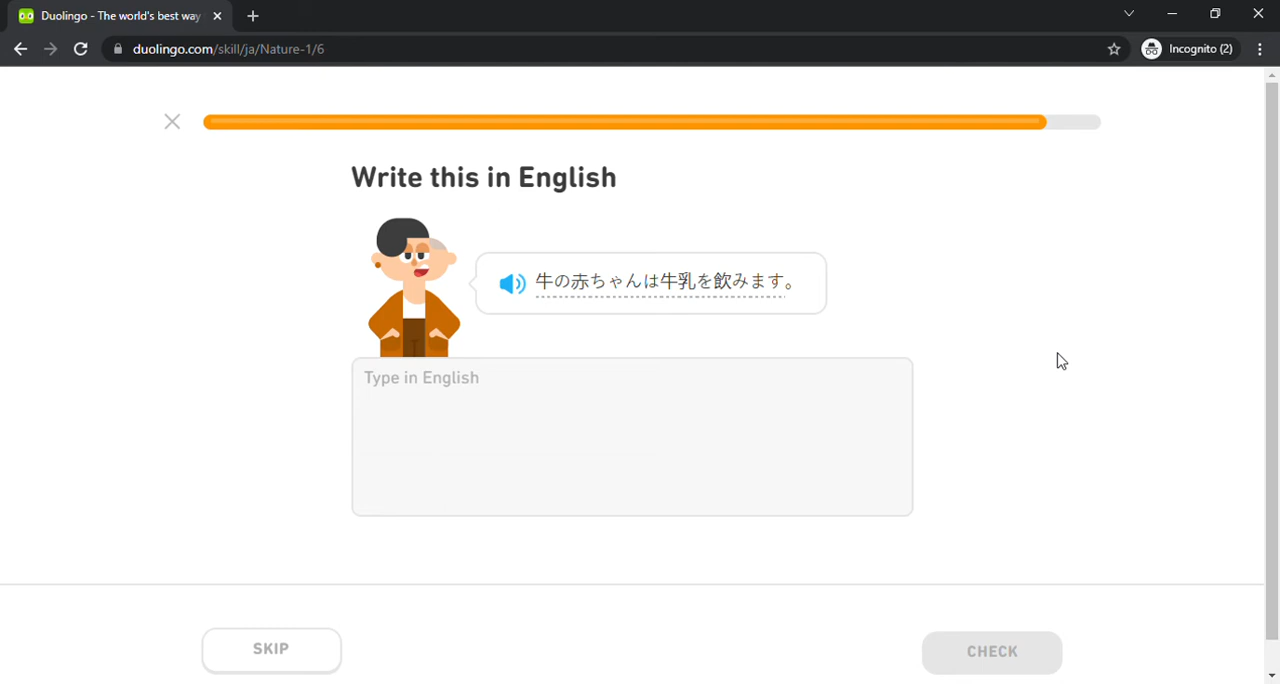 Duolingo - The world's best way
duolingo.com/skill/ja/Nature-1/6
Incognito (2)
Write this in English
牛の赤ちゃんは牛乳を飲みます。
Type in English
SKIP
CHECK